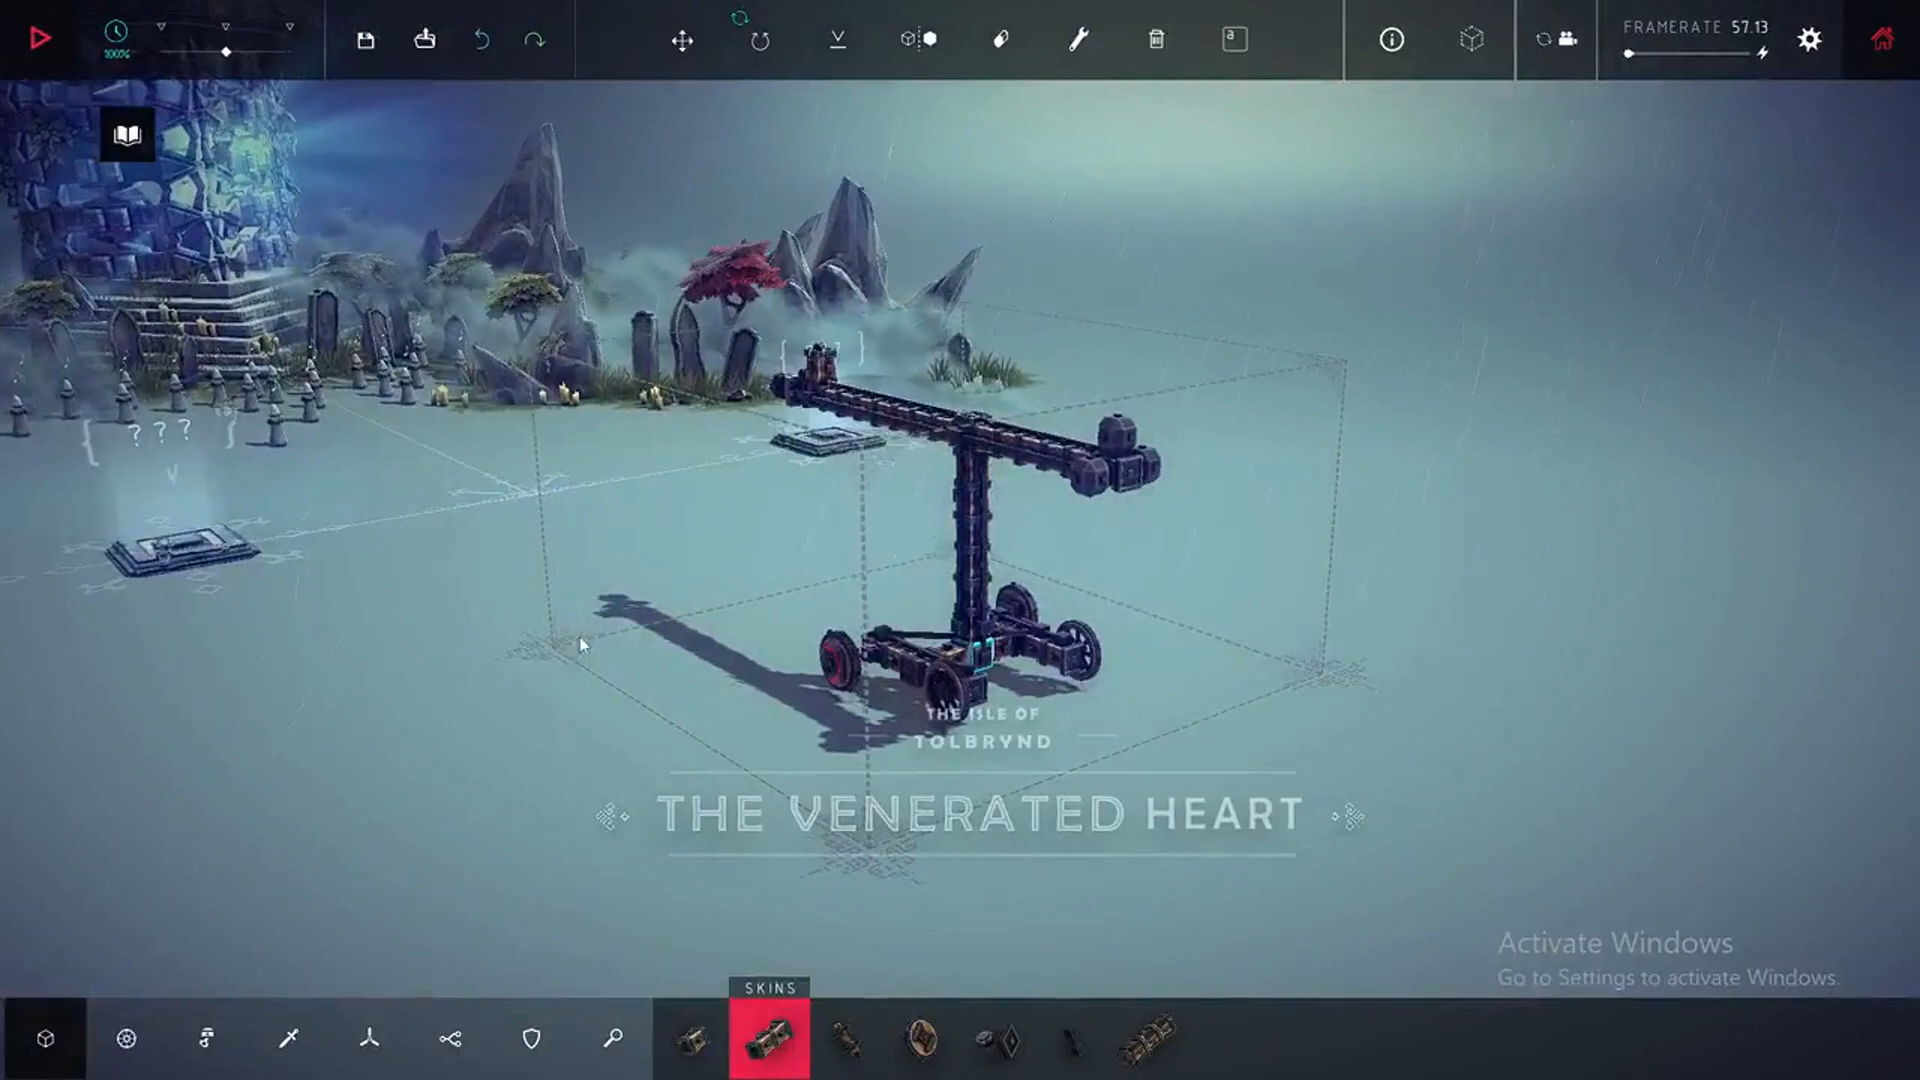 100%
a
FRAMERATE 57.13
{ ? ? ? }
V
THE ISLE OF
TOLBRYND
THE VENERATED HEART
Activate Windows
Go to Settings to activate Windows.
SKINS